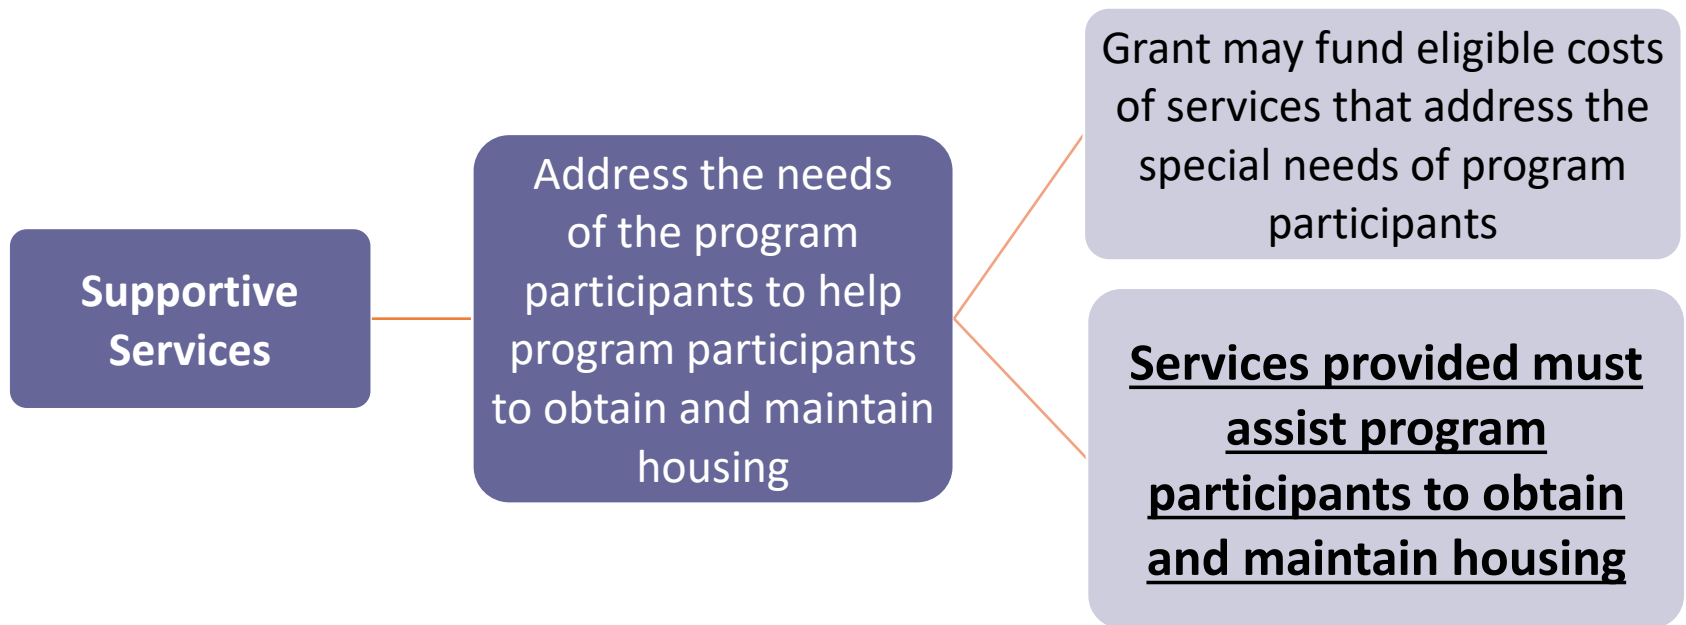 Supportive
Services
Address the needs
of the program
participants to help
program participants
to obtain and maintain
housing
Grant may fund eligible costs
of services that address the
special needs of program
participants
Services provided must
assist program
participants to obtain
and maintain housing